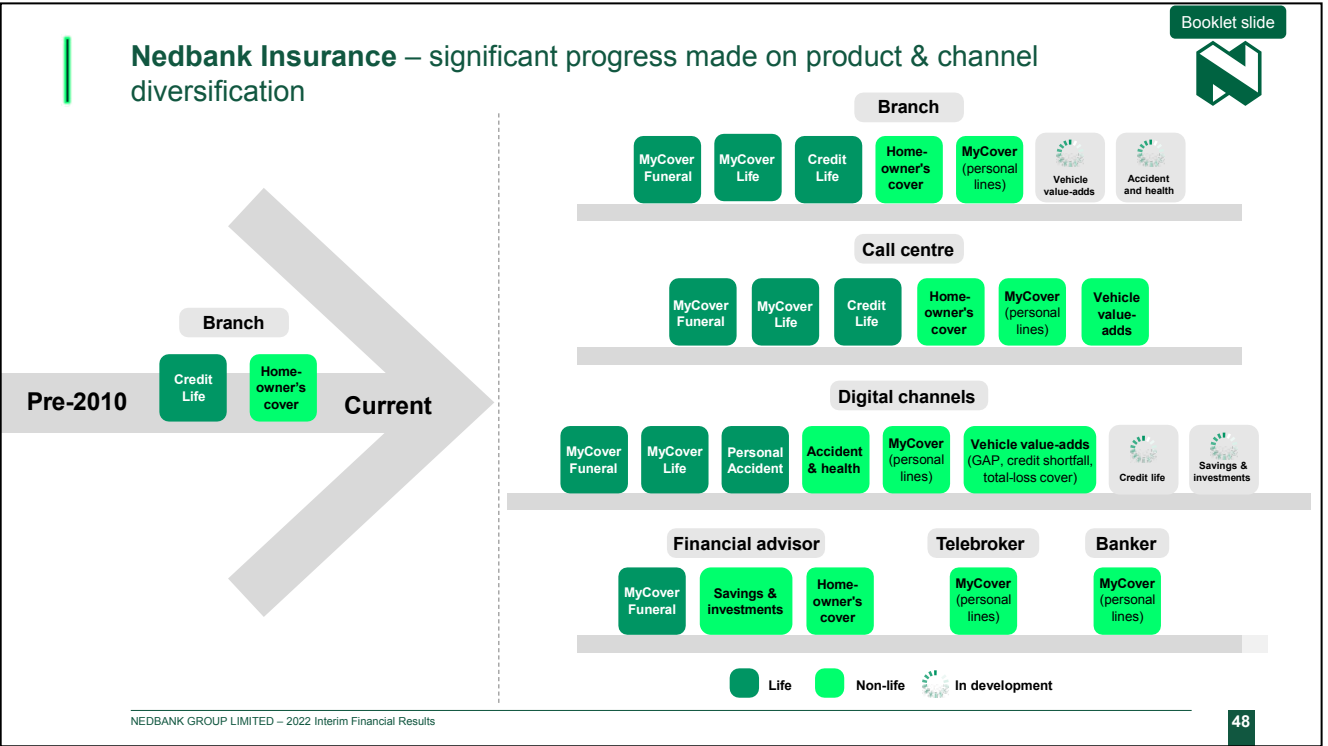 Booklet slide
Nedbank Insurance – significant progress made on product & channel
diversification
Pre-2010
Branch
Credit
Life
Home-
owner's
cover
Current
Branch
MyCover
Funeral
MyCover
Life
Credit
Life
Home-
owner's
cover
MyCover
(personal
lines)
Vehicle
value-adds
Accident
and health
Call centre
MyCover
Funeral
MyCover
Life
Credit
Life
Home-
owner's
cover
MyCover
(personal
lines)
Vehicle
value-
adds
Digital channels
MyCover
Funeral
MyCover
Life
Personal
Accident
Accident
& health
MyCover
(personal
lines)
Vehicle value-adds
(GAP, credit shortfall,
total-loss cover)
Credit life
Savings &
investments
Financial advisor
MyCover
Funeral
Savings &
investments
Home-
owner's
cover
Telebroker
MyCover
(personal
lines)
Banker
MyCover
(personal
lines)
Life
Non-life
In development
NEDBANK GROUP LIMITED – 2022 Interim Financial Results
48